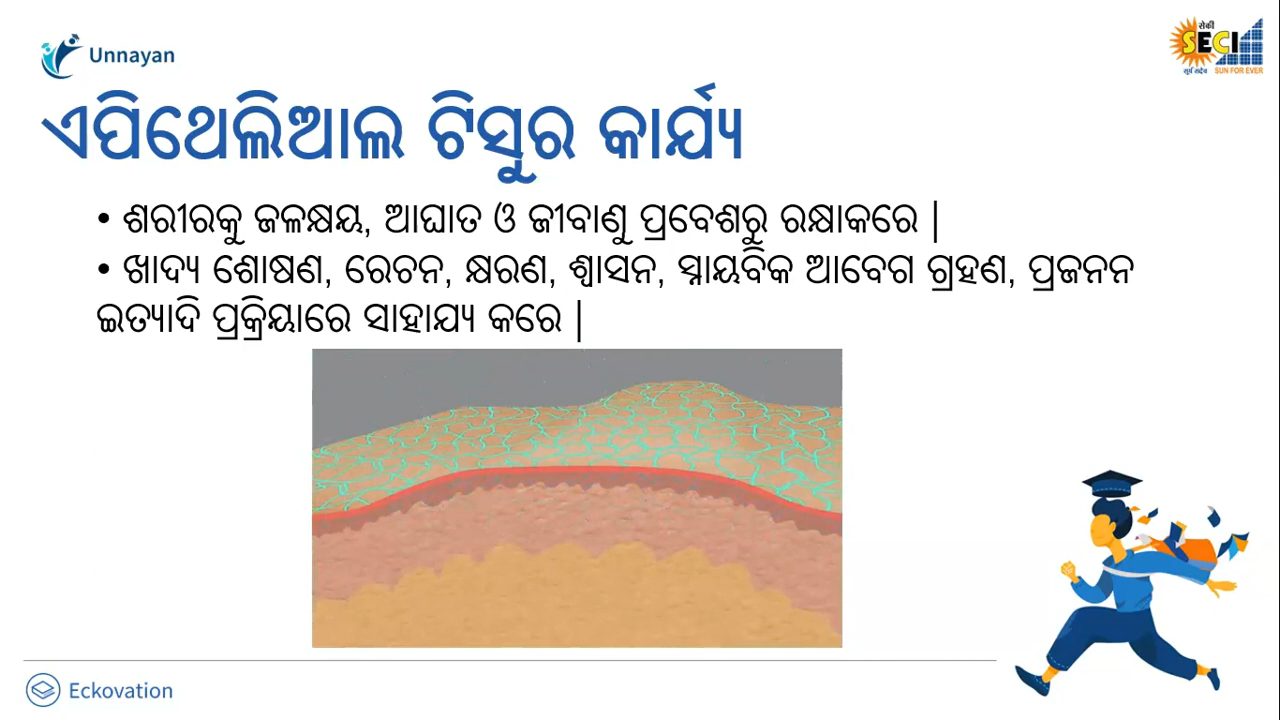 Unnayan
सेकी
SECI
सूर्य सदैव SUN FOR EVER
ଏପିଥେଲିଆଲ ଟିସୁର କାର୍ଯ୍ୟ
• ଶରୀରକୁ ଜଳକ୍ଷୟ, ଆଘାତ ଓ ଜୀବାଣୁ ପ୍ରବେଶରୁ ରକ୍ଷାକରେ |
• ଖାଦ୍ୟ ଶୋଷଣ, ରେଚନ, କ୍ଷରଣ, ଶ୍ୱାସନ, ସ୍ନାୟବିକ ଆବେଗ ଗ୍ରହଣ, ପ୍ରଜନନ
ଇତ୍ୟାଦି ପ୍ରକ୍ରିୟାରେ ସାହାଯ୍ୟ କରେ |
Eckovation